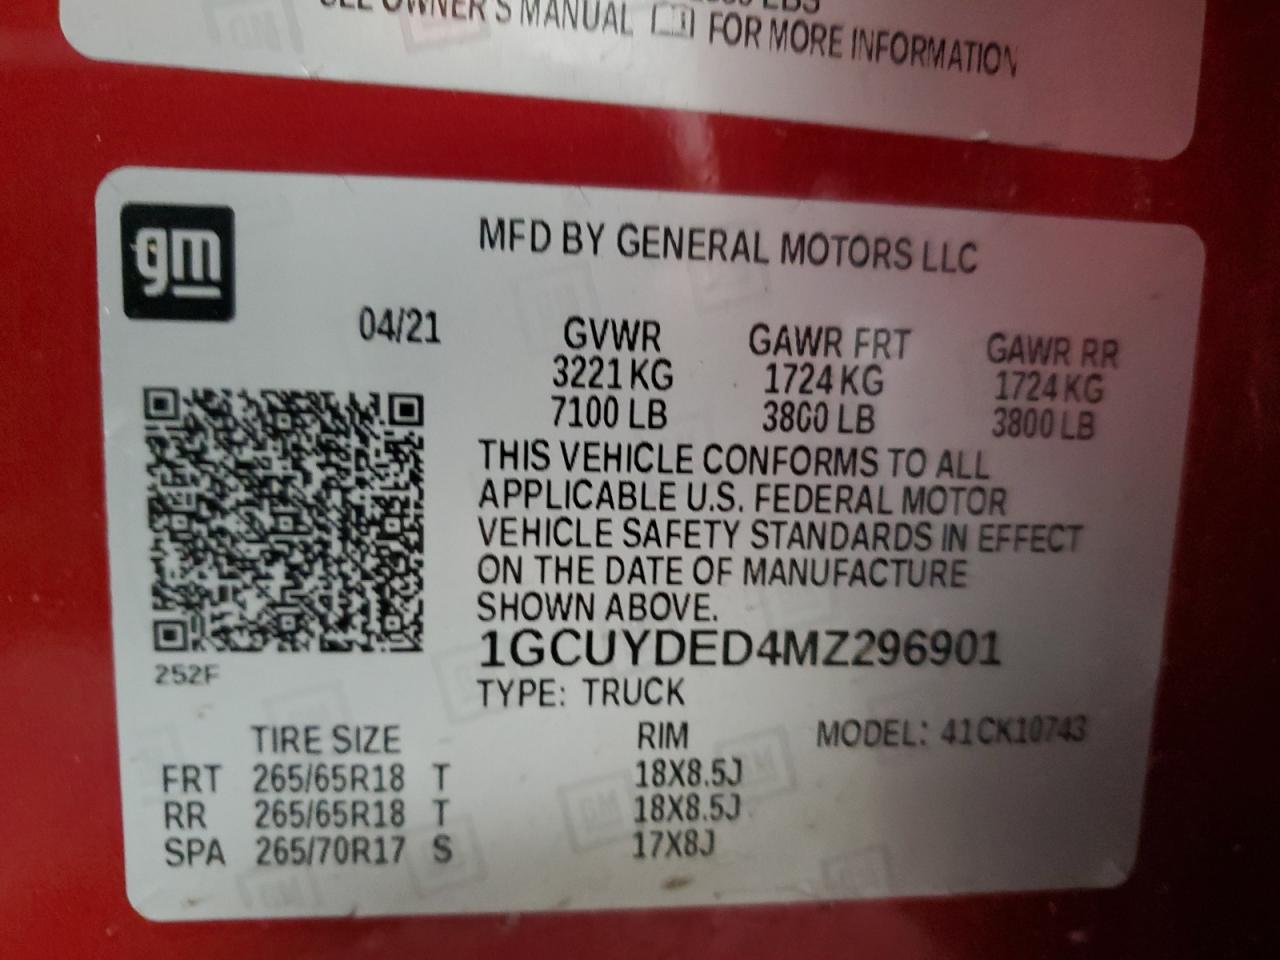 SEE OWNER'S MANUAL FOR MORE INFORMATION
gm
MFD BY GENERAL MOTORS LLC
04/21
GVWR GAWR FRT GAWR RR
3221 KG 1724 KG 1724 KG
7100 LB 3800 LB 3800 LB
THIS VEHICLE CONFORMS TO ALL
APPLICABLE U.S. FEDERAL MOTOR
VEHICLE SAFETY STANDARDS IN EFFECT
ON THE DATE OF MANUFACTURE
SHOWN ABOVE.
1GCUYDED4MZ296901
252F
TYPE: TRUCK
TIRE SIZE RIM MODEL: 41CK10743
FRT 265/65R18 T 18X8.5J
RR 265/65R18 T 18X8.5J
SPA 265/70R17 S 17X8J